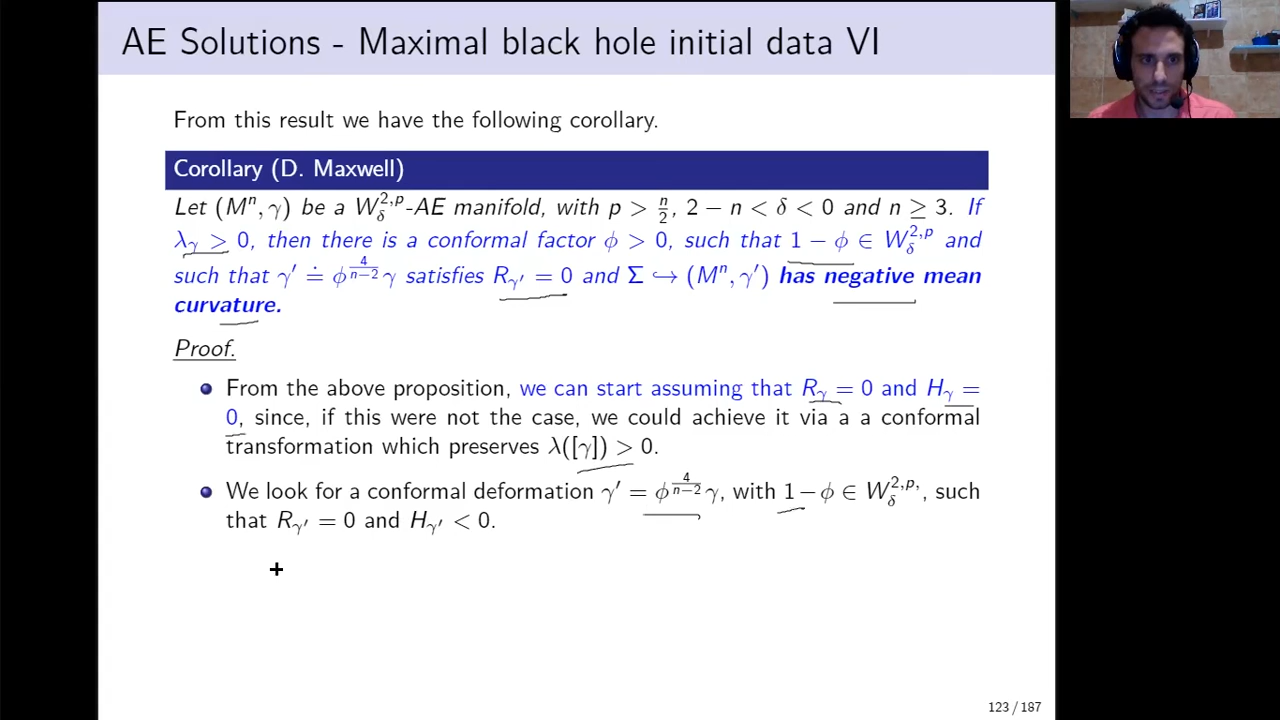 AE Solutions - Maximal black hole initial data VI
From this result we have the following corollary.
Corollary (D. Maxwell)
Let (Mⁿ, γ) be a W_δ^{2,p}-AE manifold, with p > n/2, 2 − n < δ < 0 and n ≥ 3. If
λ_γ > 0, then there is a conformal factor ϕ > 0, such that 1 − ϕ ∈ W_δ^{2,p} and
such that γ′ ≐ ϕ^{4/(n−2)}γ satisfies R_{γ′} = 0 and Σ ↪ (Mⁿ, γ′) has negative mean
curvature.
Proof.
From the above proposition, we can start assuming that R_γ = 0 and H_γ =
0, since, if this were not the case, we could achieve it via a a conformal
transformation which preserves λ([γ]) > 0.
We look for a conformal deformation γ′ = ϕ^{4/(n−2)}γ, with 1−ϕ ∈ W_δ^{2,p,}, such
that R_{γ′} = 0 and H_{γ′} < 0.
123 / 187